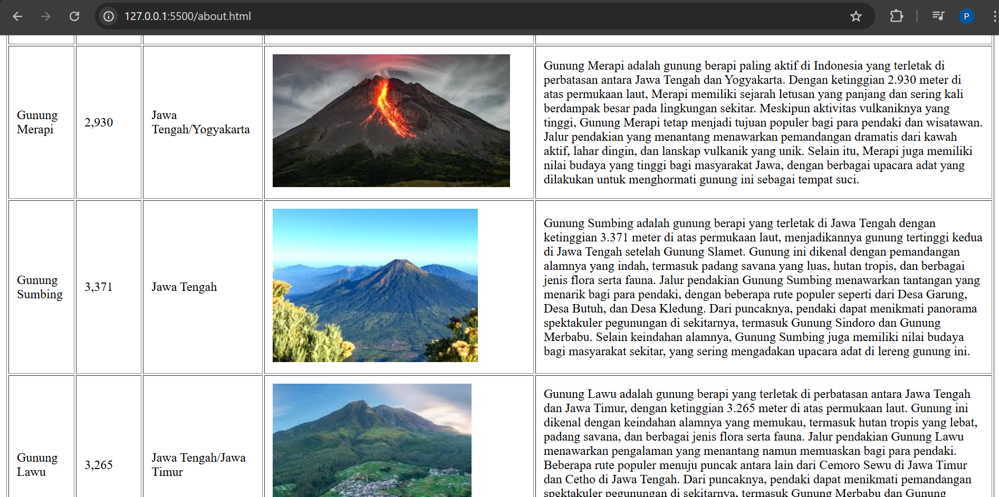 127.0.0.1:5500/about.html
P
Gunung
Merapi
2,930
Jawa
Tengah/Yogyakarta
Gunung Merapi adalah gunung berapi paling aktif di Indonesia yang terletak di
perbatasan antara Jawa Tengah dan Yogyakarta. Dengan ketinggian 2.930 meter di
atas permukaan laut, Merapi memiliki sejarah letusan yang panjang dan sering kali
berdampak besar pada lingkungan sekitar. Meskipun aktivitas vulkaniknya yang
tinggi, Gunung Merapi tetap menjadi tujuan populer bagi para pendaki dan wisatawan.
Jalur pendakian yang menantang menawarkan pemandangan dramatis dari kawah
aktif, lahar dingin, dan lanskap vulkanik yang unik. Selain itu, Merapi juga memiliki
nilai budaya yang tinggi bagi masyarakat Jawa, dengan berbagai upacara adat yang
dilakukan untuk menghormati gunung ini sebagai tempat suci.
Gunung
Sumbing
3,371
Jawa Tengah
Gunung Sumbing adalah gunung berapi yang terletak di Jawa Tengah dengan
ketinggian 3.371 meter di atas permukaan laut, menjadikannya gunung tertinggi kedua
di Jawa Tengah setelah Gunung Slamet. Gunung ini dikenal dengan pemandangan
alamnya yang indah, termasuk padang savana yang luas, hutan tropis, dan berbagai
jenis flora serta fauna. Jalur pendakian Gunung Sumbing menawarkan tantangan yang
menarik bagi para pendaki, dengan beberapa rute populer seperti dari Desa Garung,
Desa Butuh, dan Desa Kledung. Dari puncaknya, pendaki dapat menikmati panorama
spektakuler pegunungan di sekitarnya, termasuk Gunung Sindoro dan Gunung
Merbabu. Selain keindahan alamnya, Gunung Sumbing juga memiliki nilai budaya
bagi masyarakat sekitar, yang sering mengadakan upacara adat di lereng gunung ini.
Gunung
Lawu
3,265
Jawa Tengah/Jawa
Timur
Gunung Lawu adalah gunung berapi yang terletak di perbatasan antara Jawa Tengah
dan Jawa Timur, dengan ketinggian 3.265 meter di atas permukaan laut. Gunung ini
dikenal dengan keindahan alamnya yang memukau, termasuk hutan tropis yang lebat,
padang savana, dan berbagai jenis flora serta fauna. Jalur pendakian Gunung Lawu
menawarkan pengalaman yang menantang namun memuaskan bagi para pendaki.
Beberapa rute populer menuju puncak antara lain dari Cemoro Sewu di Jawa Timur
dan Cetho di Jawa Tengah. Dari puncaknya, pendaki dapat menikmati pemandangan
spektakuler pegunungan di sekitarnya, termasuk Gunung Merbabu dan Gunung